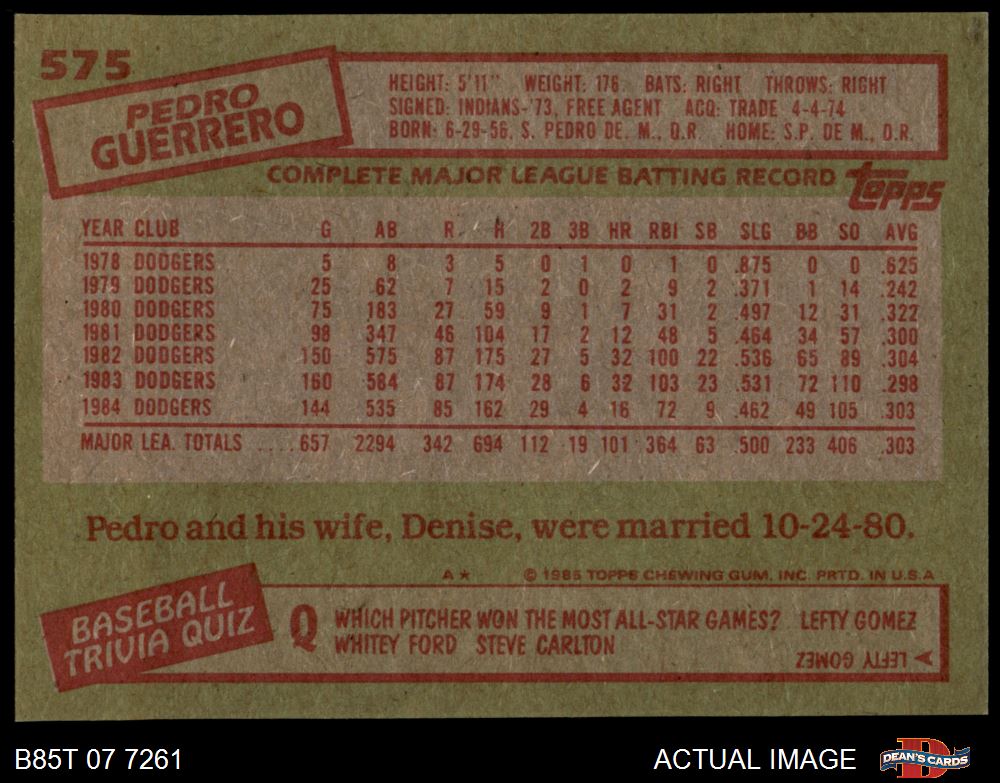 575
PEDRO
GUERRERO
HEIGHT: 5'11" WEIGHT: 176 BATS: RIGHT THROWS: RIGHT
SIGNED: INDIANS-'73, FREE AGENT ACQ: TRADE 4-4-74
BORN: 6-29-56, S. PEDRO DE. M., D.R. HOME: S.P. DE M., D.R.
COMPLETE MAJOR LEAGUE BATTING RECORD topps
YEAR CLUB G AB R H 2B 3B HR RBI SB SLG BB SO AVG
1978 DODGERS 5 8 3 5 0 1 0 1 0 .875 0 0 .625
1979 DODGERS 25 62 7 15 2 0 2 9 2 .371 1 14 .242
1980 DODGERS 75 183 27 59 9 1 7 31 2 .497 12 31 .322
1981 DODGERS 98 347 46 104 17 2 12 48 5 .464 34 57 .300
1982 DODGERS 150 575 87 175 27 5 32 100 22 .536 65 89 .304
1983 DODGERS 160 584 87 174 28 6 32 103 23 .531 72 110 .298
1984 DODGERS 144 535 85 162 29 4 16 72 9 .462 49 105 .303
MAJOR LEA. TOTALS ....657 2294 342 694 112 19 101 364 63 .500 233 406 .303
Pedro and his wife, Denise, were married 10-24-80.
A★ © 1985 TOPPS CHEWING GUM, INC. PRTD. IN U.S.A
BASEBALL
TRIVIA QUIZ
Q WHICH PITCHER WON THE MOST ALL-STAR GAMES? LEFTY GOMEZ
WHITEY FORD STEVE CARLTON
LEFTY GOMEZ
B85T 07 7261 ACTUAL IMAGE DEAN'S CARDS